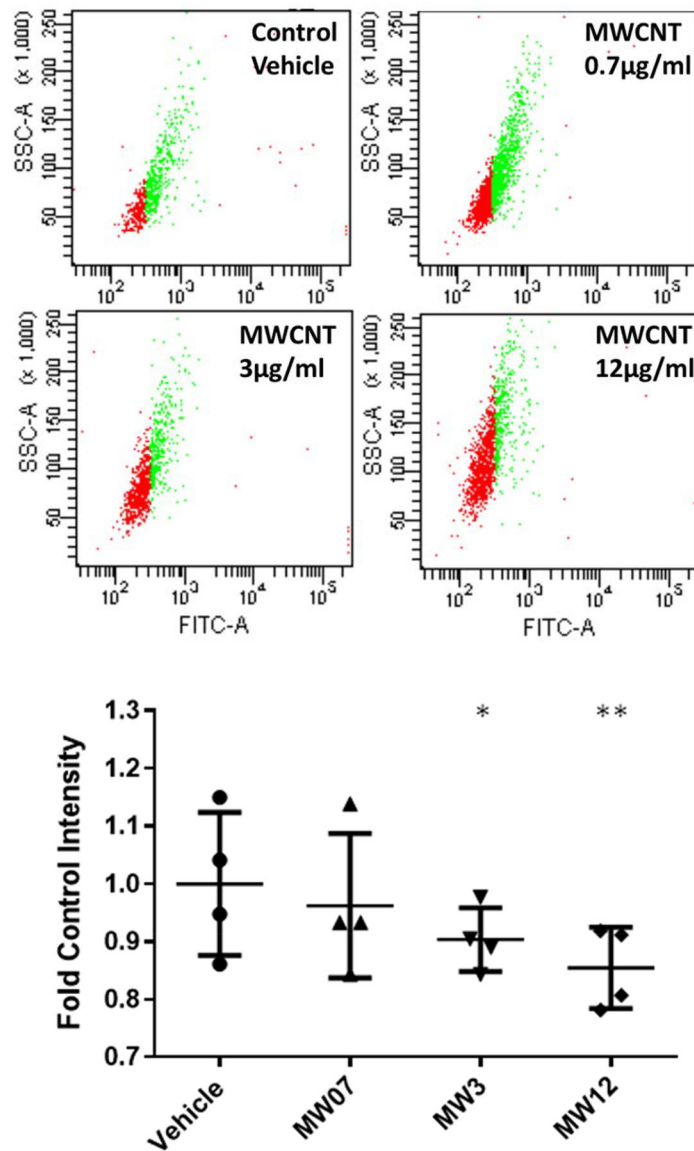 Control
Vehicle
SSC-A (x 1,000)
250
200
150
100
50
10² 10³ 10⁴ 10⁵
MWCNT
0.7µg/ml
SSC-A (x 1,000)
250
200
150
100
50
10² 10³ 10⁴ 10⁵
MWCNT
3µg/ml
SSC-A (x 1,000)
250
200
150
100
50
10² 10³ 10⁴ 10⁵
FITC-A
MWCNT
12µg/ml
SSC-A (x 1,000)
250
200
150
100
50
10² 10³ 10⁴ 10⁵
FITC-A
Fold Control Intensity
1.3
1.2
1.1
1.0
0.9
0.8
0.7
* **
Vehicle MW07 MW3 MW12